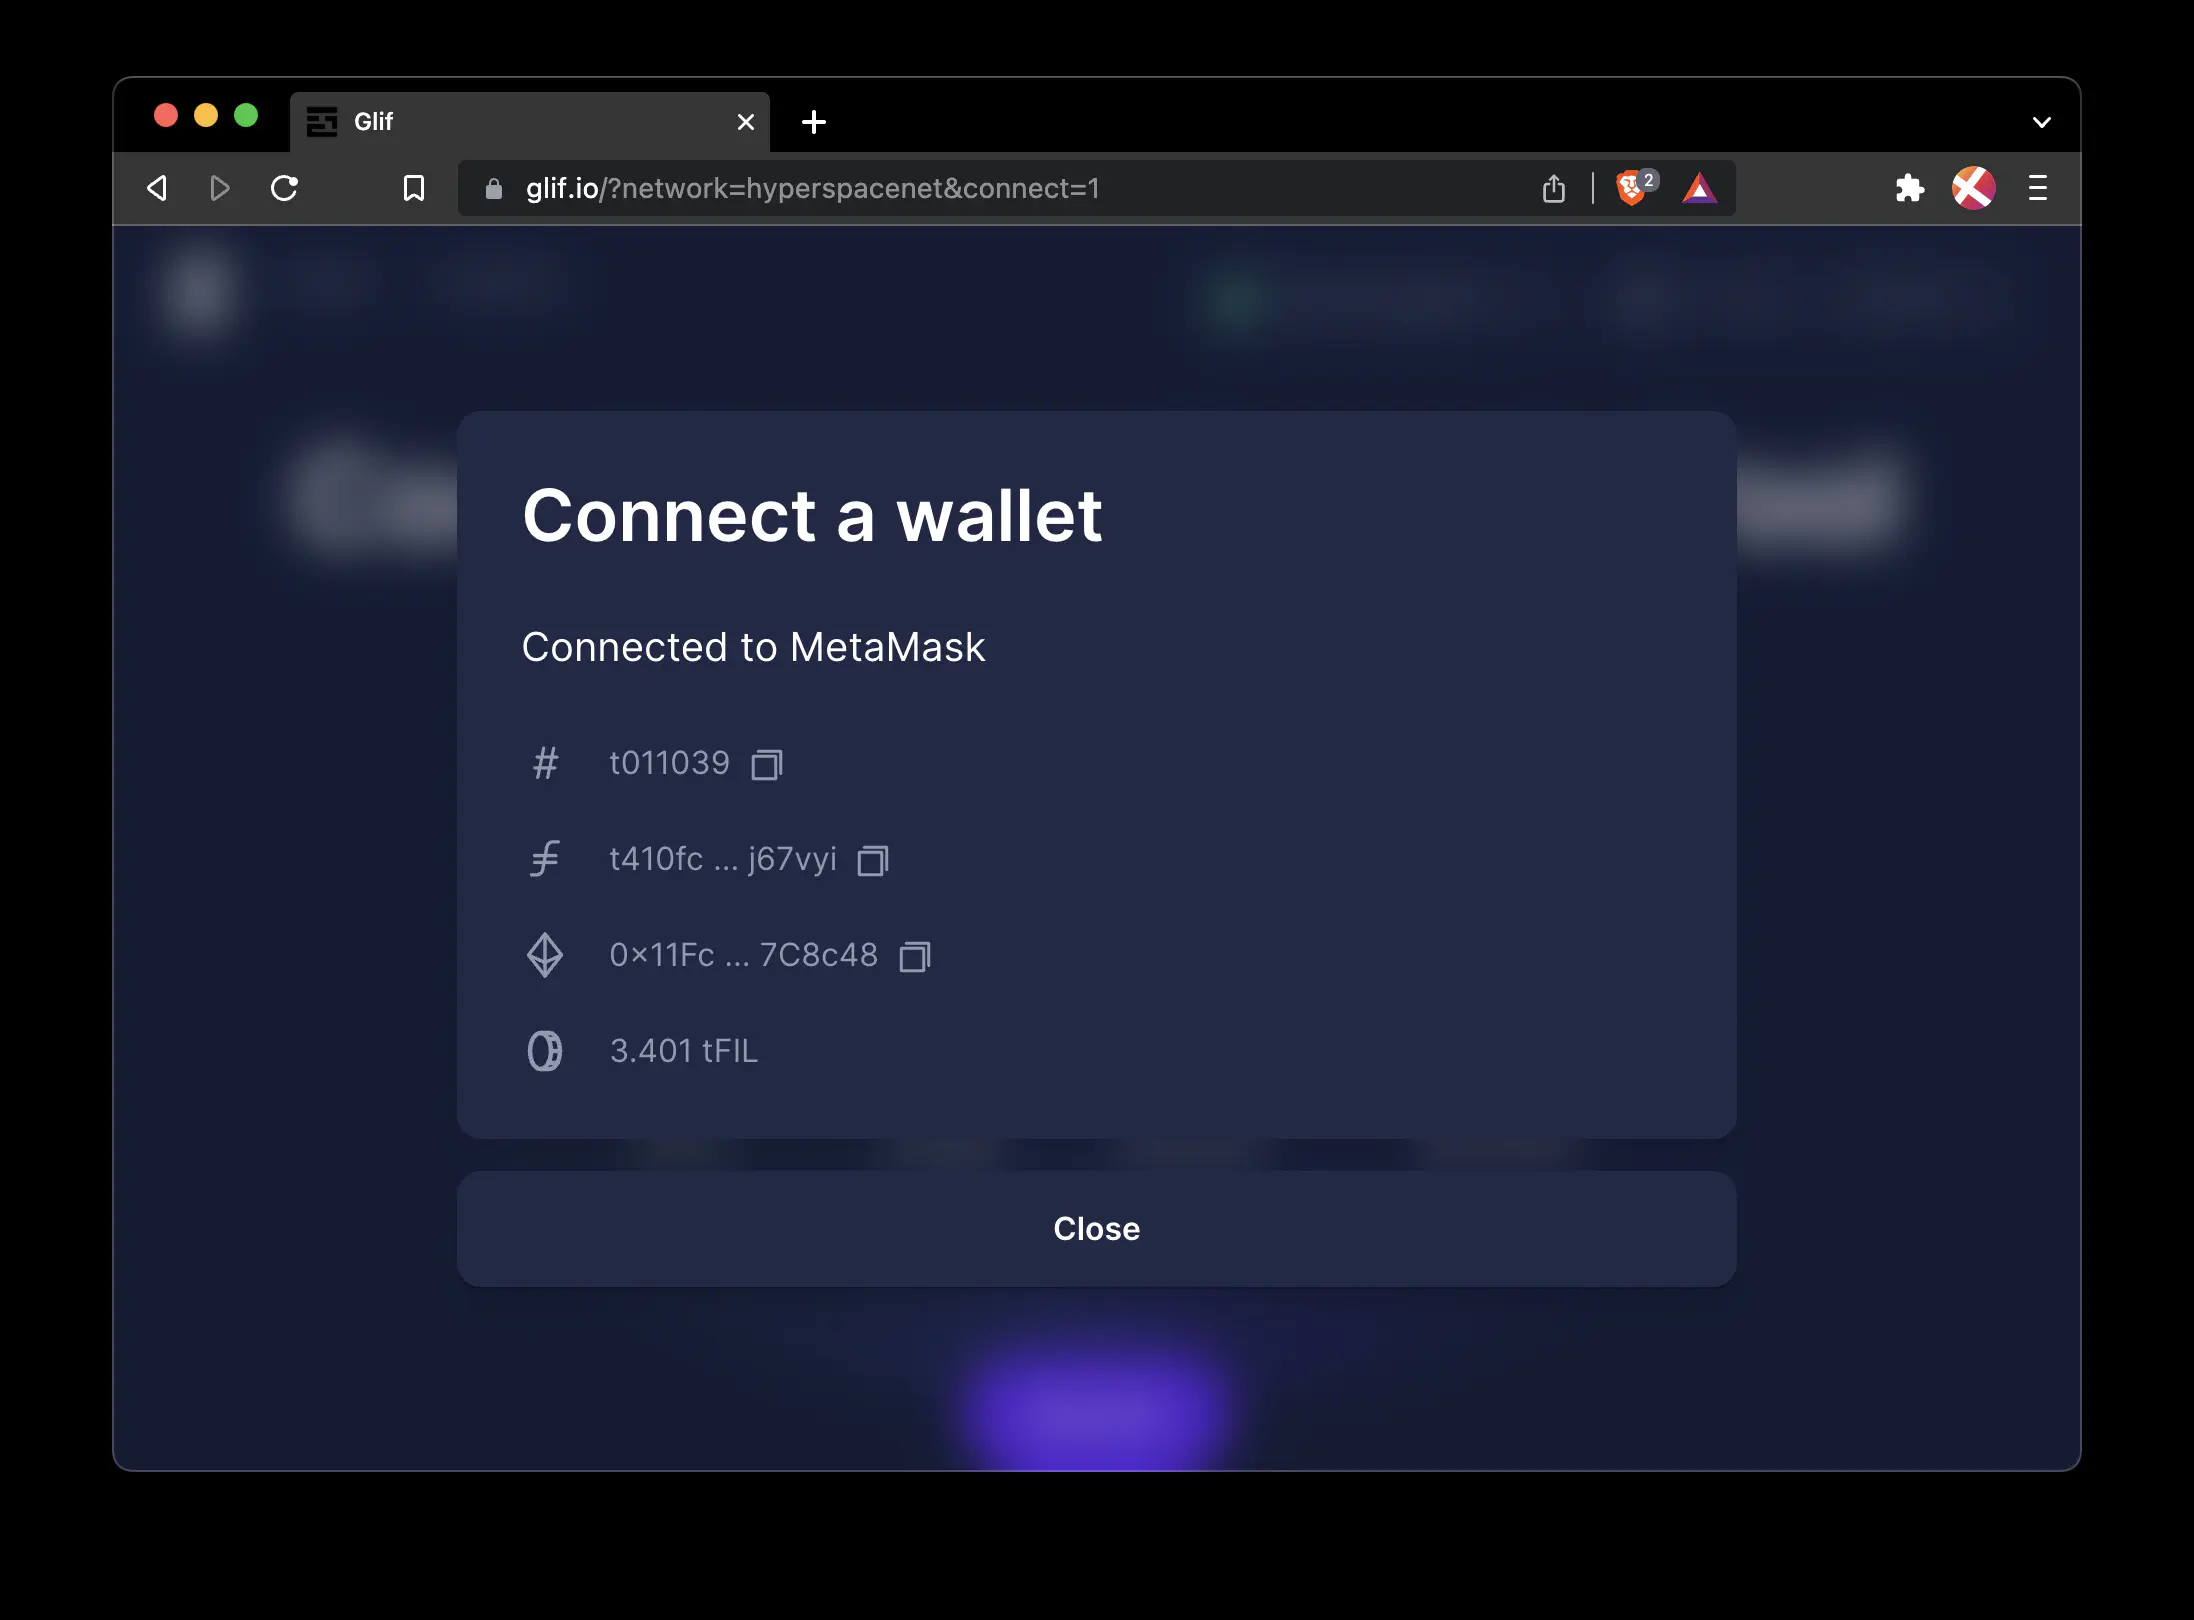 Glif
glif.io/?network=hyperspacenet&connect=1
2
Connect a wallet
Connected to MetaMask
# t011039
t410fc ... j67vyi
0×11Fc ... 7C8c48
3.401 tFIL
Close